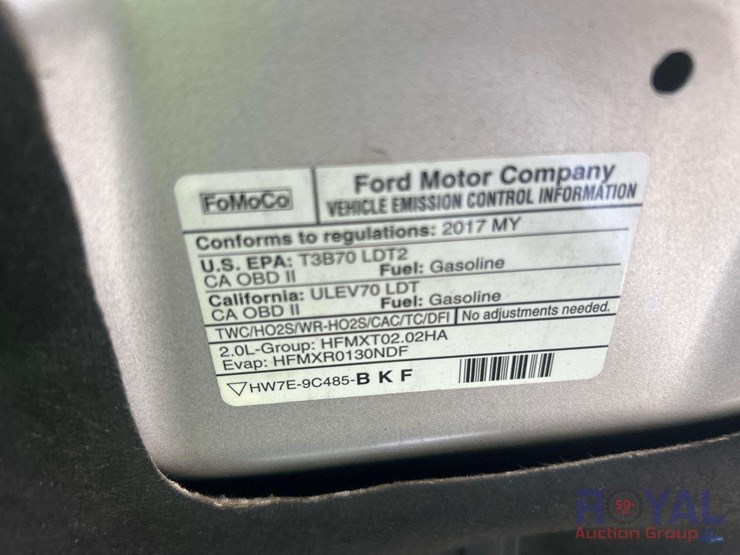 FoMoCo
Ford Motor Company
VEHICLE EMISSION CONTROL INFORMATION
Conforms to regulations: 2017 MY
U.S. EPA: T3B70 LDT2
CA OBD II Fuel: Gasoline
California: ULEV70 LDT
CA OBD II Fuel: Gasoline
TWC/HO2S/WR-HO2S/CAC/TC/DFI No adjustments needed.
2.0L-Group: HFMXT02.02HA
Evap: HFMXR0130NDF
HW7E-9C485-B K F
59
ROYAL
Auction Group